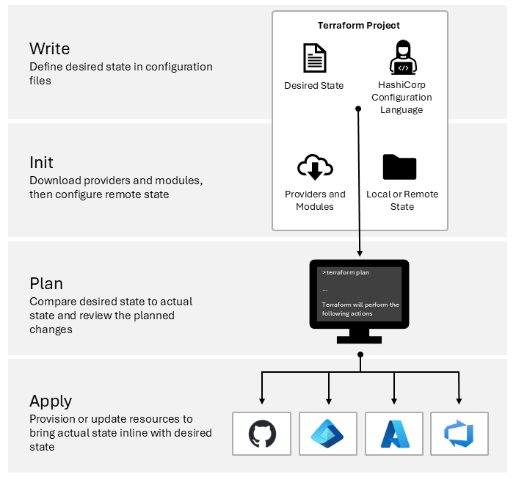 Write
Define desired state in configuration
files
Terraform Project
Desired State
HashiCorp
Configuration
Language
Init
Download providers and modules,
then configure remote state
Providers and
Modules
Local or Remote
State
Plan
Compare desired state to actual
state and review the planned
changes
>terraform plan
...
Terraform will perform the
following actions
Apply
Provision or update resources to
bring actual state inline with desired
state